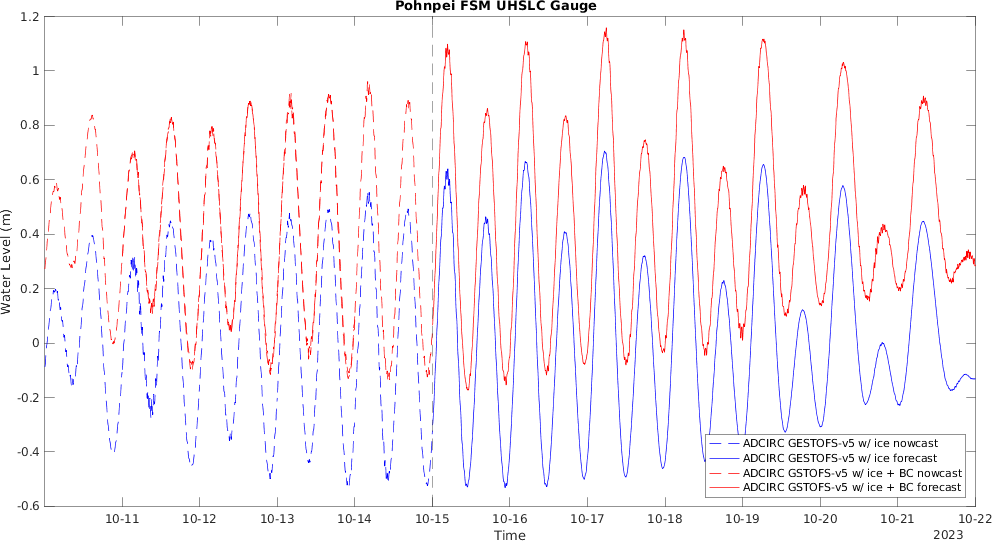 Pohnpei FSM UHSLC Gauge
1.2
1
0.8
0.6
0.4
0.2
0
-0.2
-0.4
-0.6
Water Level (m)
ADCIRC GESTOFS-v5 w/ ice nowcast
ADCIRC GESTOFS-v5 w/ ice forecast
ADCIRC GSTOFS-v5 w/ ice + BC nowcast
ADCIRC GSTOFS-v5 w/ ice + BC forecast
10-11 10-12 10-13 10-14 10-15 10-16 10-17 10-18 10-19 10-20 10-21 10-22
Time
2023